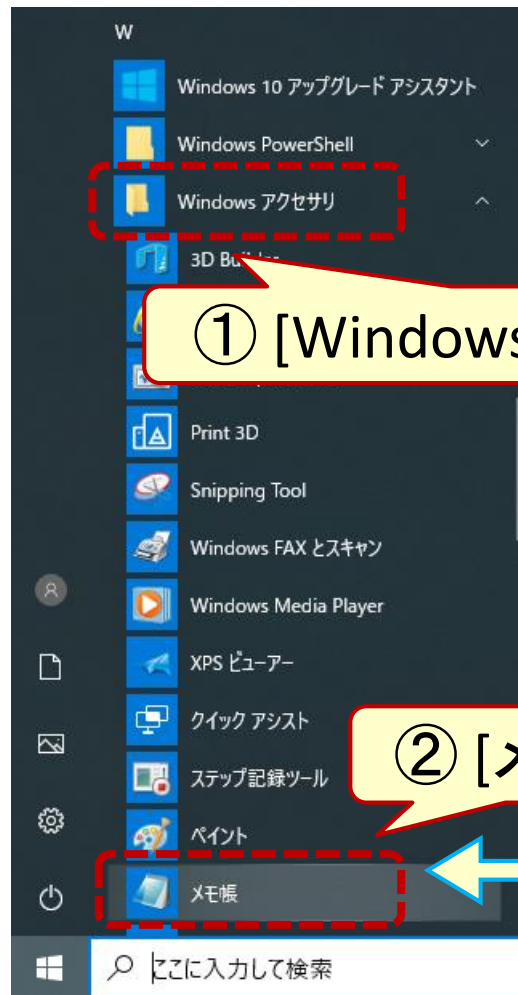 W
Windows 10 アップグレード アシスタント
Windows PowerShell
Windows アクセサリ
3D
① [Windows
Print 3D
Snipping Tool
Windows FAX とスキャン
Windows Media Player
XPS ビューアー
クイック アシスト
② [メ
ステップ記録ツール
ペイント
メモ帳
ここに入力して検索